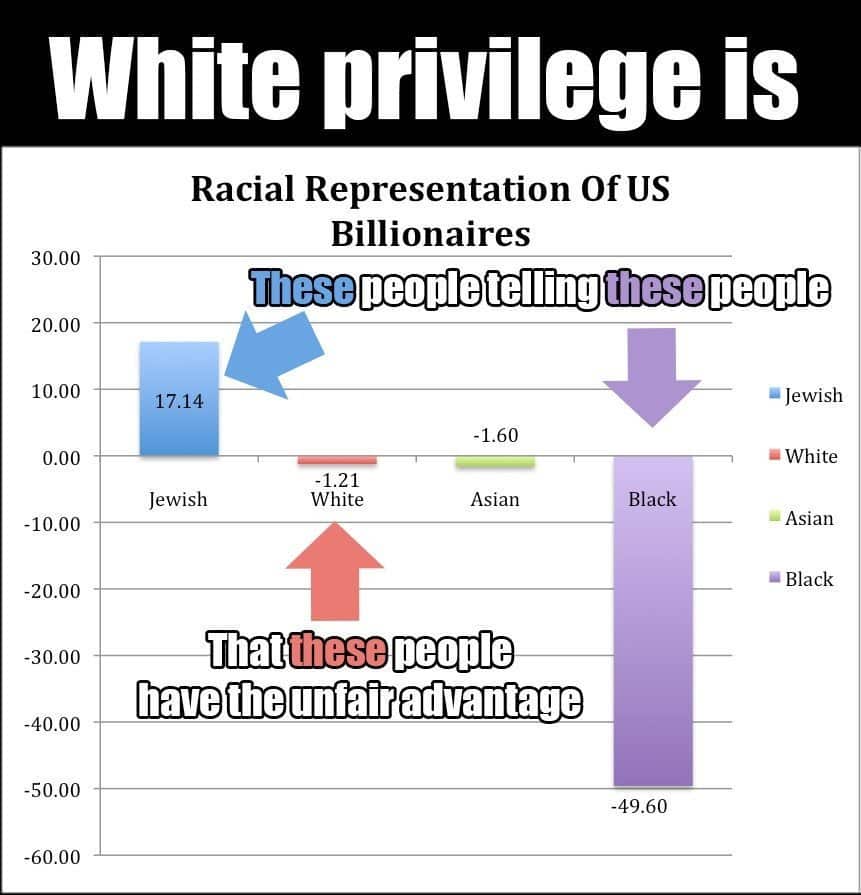 White privilege is
Racial Representation Of US
Billionaires
30.00
These people telling these people
20.00
10.00
17.14
Jewish
-1.60
0.00
White
-1.21
Jewish
White
Asian
Black
Asian
-10.00
-20.00
Black
-30.00
That these people
have the unfair advantage
-40.00
-50.00
-49.60
-60.00